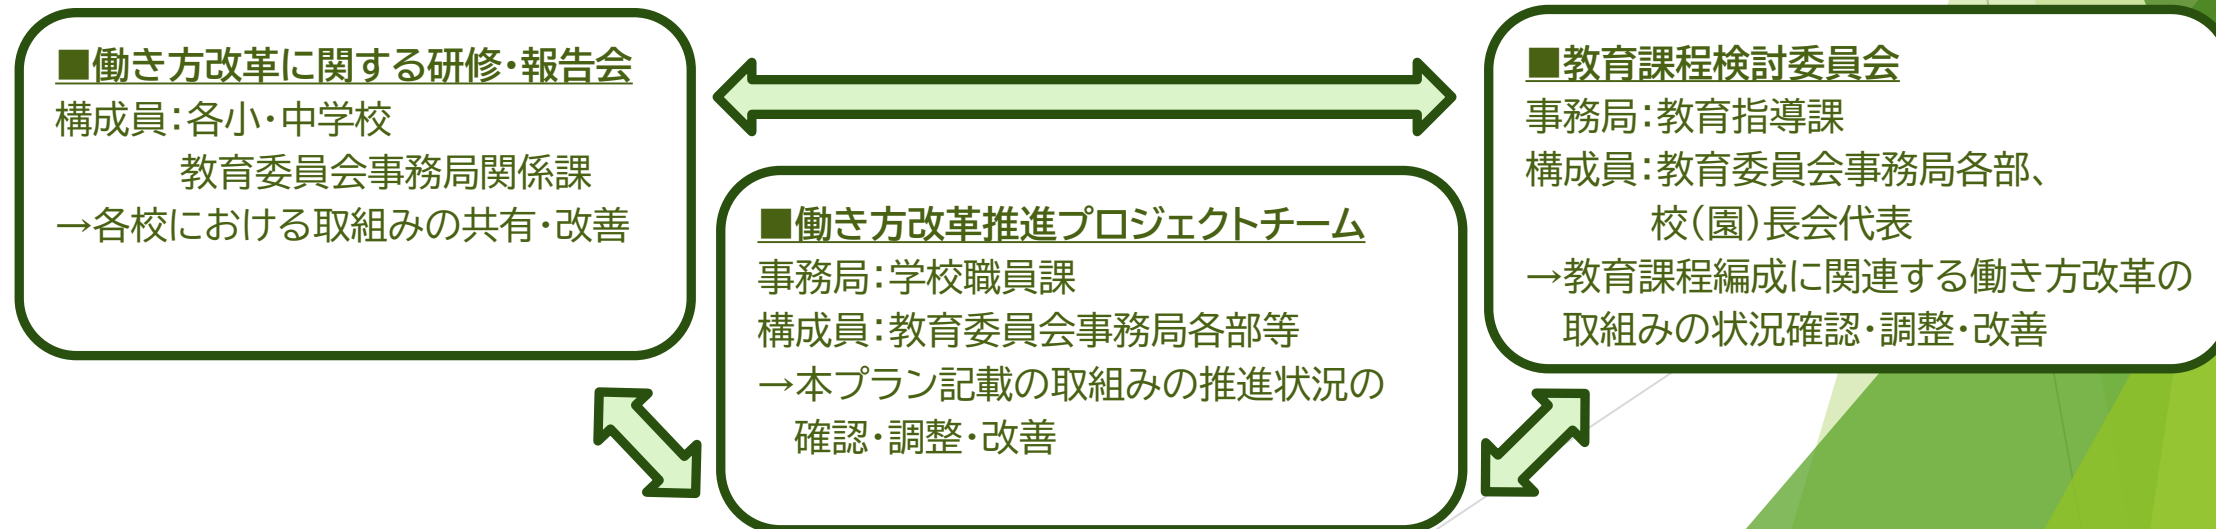 ■働き方改革に関する研修・報告会
構成員：各小・中学校
教育委員会事務局関係課
→各校における取組みの共有・改善
■働き方改革推進プロジェクトチーム
事務局：学校職員課
構成員：教育委員会事務局各部等
→本プラン記載の取組みの推進状況の
確認・調整・改善
■教育課程検討委員会
事務局：教育指導課
構成員：教育委員会事務局各部、
校（園）長会代表
→教育課程編成に関連する働き方改革の
取組みの状況確認・調整・改善